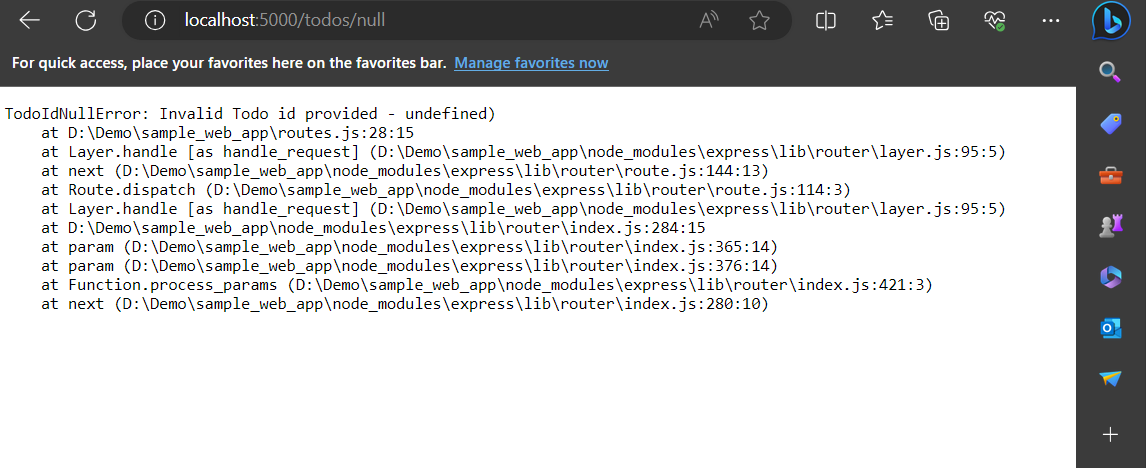 localhost:5000/todos/null
For quick access, place your favorites here on the favorites bar. Manage favorites now
TodoIdNullError: Invalid Todo id provided - undefined)
    at D:\Demo\sample_web_app\routes.js:28:15
    at Layer.handle [as handle_request] (D:\Demo\sample_web_app\node_modules\express\lib\router\layer.js:95:5)
    at next (D:\Demo\sample_web_app\node_modules\express\lib\router\route.js:144:13)
    at Route.dispatch (D:\Demo\sample_web_app\node_modules\express\lib\router\route.js:114:3)
    at Layer.handle [as handle_request] (D:\Demo\sample_web_app\node_modules\express\lib\router\layer.js:95:5)
    at D:\Demo\sample_web_app\node_modules\express\lib\router\index.js:284:15
    at param (D:\Demo\sample_web_app\node_modules\express\lib\router\index.js:365:14)
    at param (D:\Demo\sample_web_app\node_modules\express\lib\router\index.js:376:14)
    at Function.process_params (D:\Demo\sample_web_app\node_modules\express\lib\router\index.js:421:3)
    at next (D:\Demo\sample_web_app\node_modules\express\lib\router\index.js:280:10)